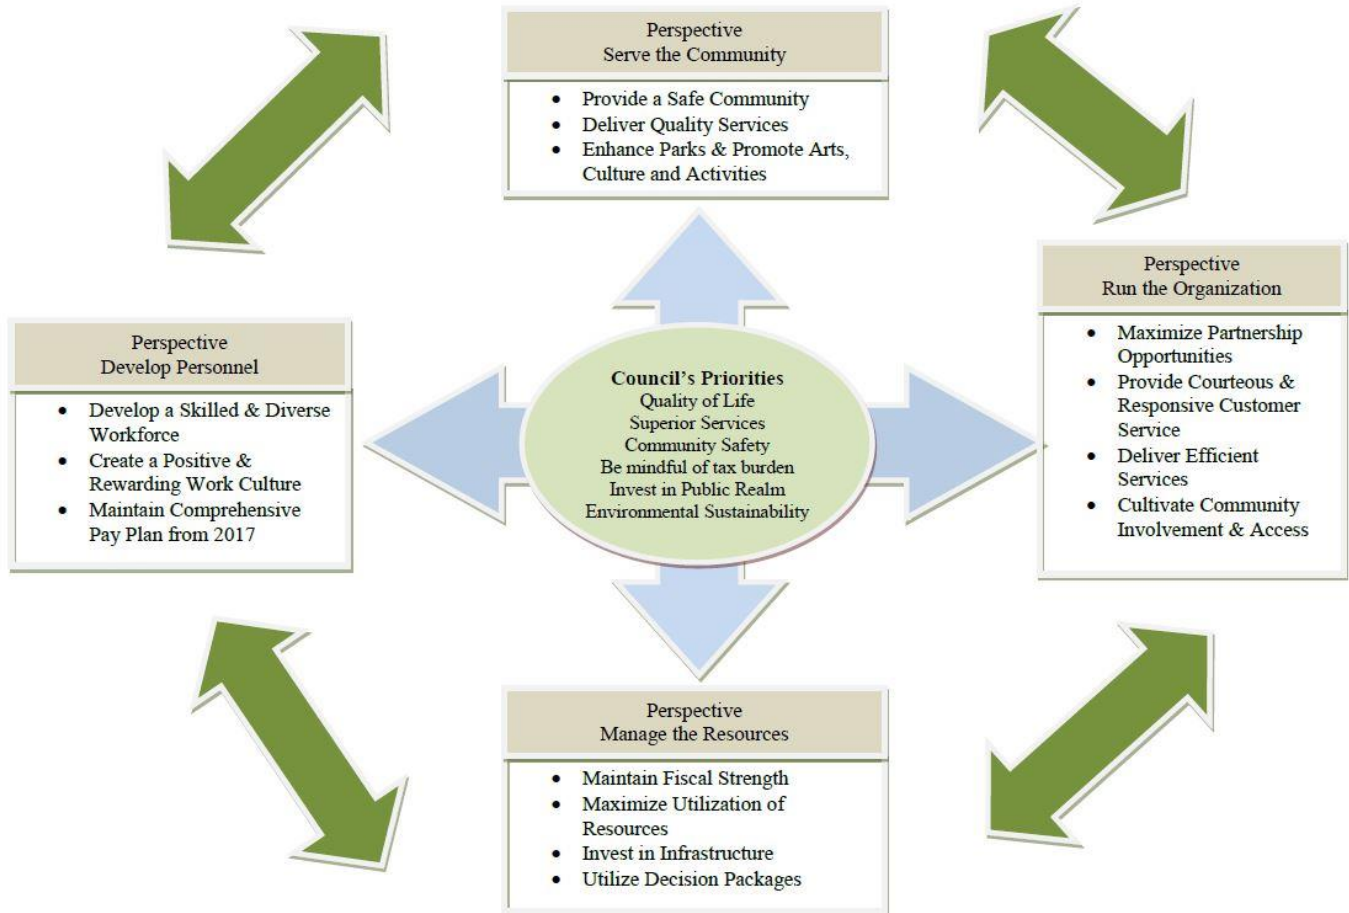 Perspective
Serve the Community
• Provide a Safe Community
• Deliver Quality Services
• Enhance Parks & Promote Arts,
Culture and Activities
Perspective
Run the Organization
• Maximize Partnership
Opportunities
• Provide Courteous &
Responsive Customer
Service
• Deliver Efficient
Services
• Cultivate Community
Involvement & Access
Perspective
Develop Personnel
• Develop a Skilled & Diverse
Workforce
• Create a Positive &
Rewarding Work Culture
• Maintain Comprehensive
Pay Plan from 2017
Council's Priorities
Quality of Life
Superior Services
Community Safety
Be mindful of tax burden
Invest in Public Realm
Environmental Sustainability
Perspective
Manage the Resources
• Maintain Fiscal Strength
• Maximize Utilization of
Resources
• Invest in Infrastructure
• Utilize Decision Packages